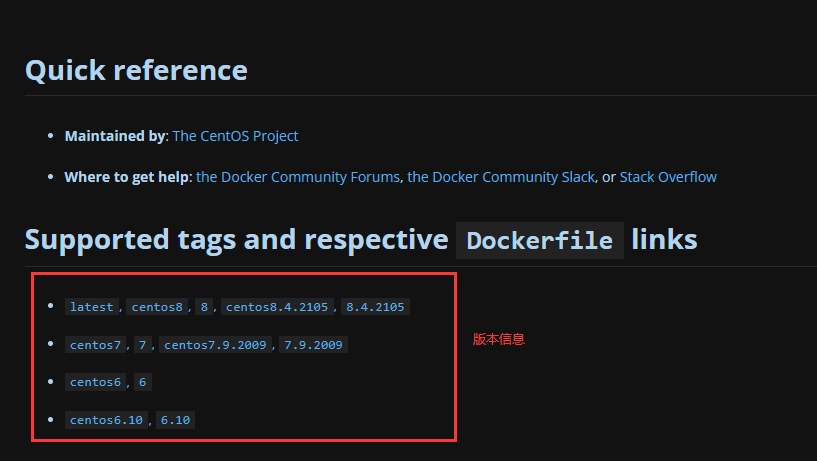 Quick reference
Maintained by: The CentOS Project
Where to get help: the Docker Community Forums, the Docker Community Slack, or Stack Overflow
Supported tags and respective Dockerfile links
latest, centos8, 8, centos8.4.2105, 8.4.2105
centos7, 7, centos7.9.2009, 7.9.2009
版本信息
centos6, 6
centos6.10, 6.10